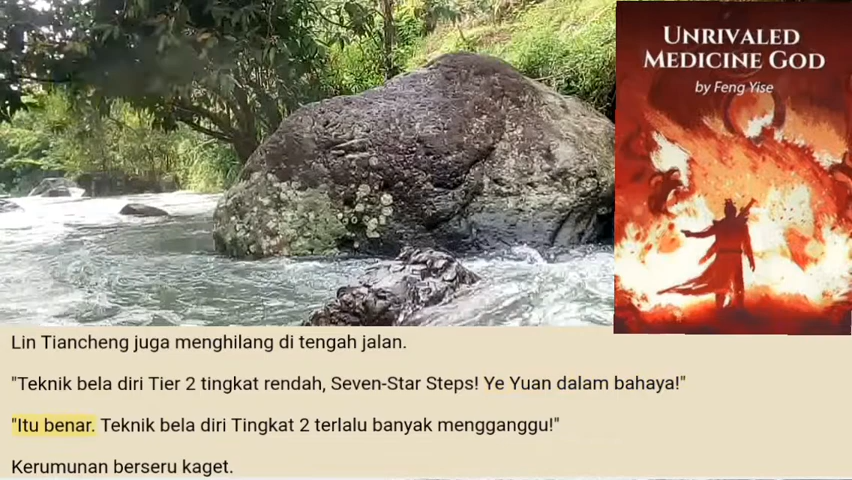 UNRIVALED
MEDICINE GOD
by Feng Yise
Lin Tiancheng juga menghilang di tengah jalan.
"Teknik bela diri Tier 2 tingkat rendah, Seven-Star Steps! Ye Yuan dalam bahaya!"
"Itu benar. Teknik bela diri Tingkat 2 terlalu banyak mengganggu!"
Kerumunan berseru kaget.